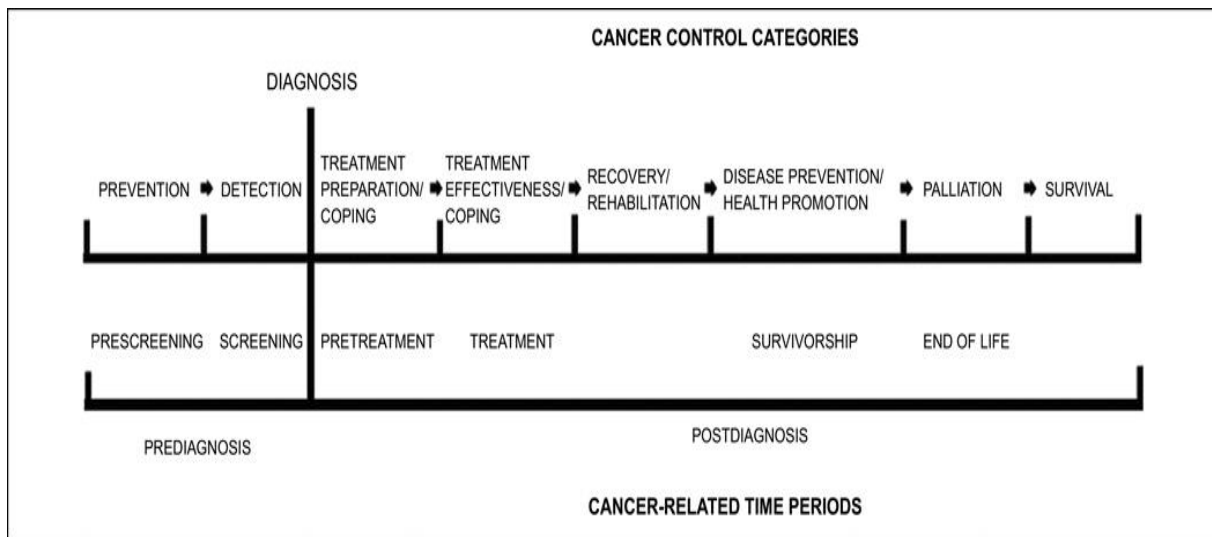 CANCER CONTROL CATEGORIES
DIAGNOSIS
PREVENTION
DETECTION
TREATMENT
PREPARATION/
COPING
TREATMENT
EFFECTIVENESS/
COPING
RECOVERY/
REHABILITATION
DISEASE PREVENTION/
HEALTH PROMOTION
PALLIATION
SURVIVAL
PRESCREENING
SCREENING
PRETREATMENT
TREATMENT
SURVIVORSHIP
END OF LIFE
PREDIAGNOSIS
POSTDIAGNOSIS
CANCER-RELATED TIME PERIODS